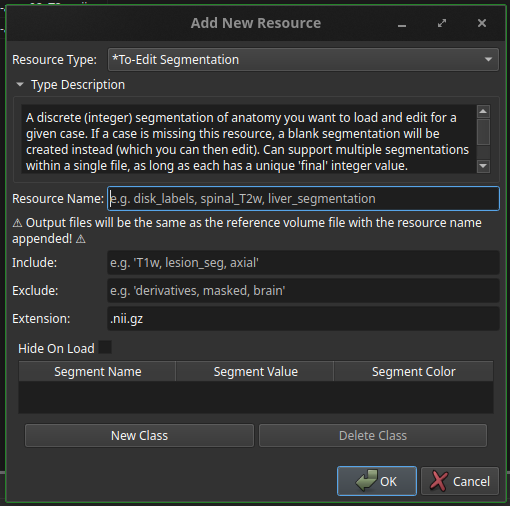 Add New Resource
Resource Type: *To-Edit Segmentation
Type Description
A discrete (integer) segmentation of anatomy you want to load and edit for a
given case. If a case is missing this resource, a blank segmentation will be
created instead (which you can then edit). Can support multiple segmentations
within a single file, as long as each has a unique 'final' integer value.
Resource Name: e.g. disk_labels, spinal_T2w, liver_segmentation
⚠ Output files will be the same as the reference volume file with the resource name
appended! ⚠
Include: e.g. 'T1w, lesion_seg, axial'
Exclude: e.g. 'derivatives, masked, brain'
Extension: .nii.gz
Hide On Load
Segment Name Segment Value Segment Color
New Class Delete Class
OK Cancel